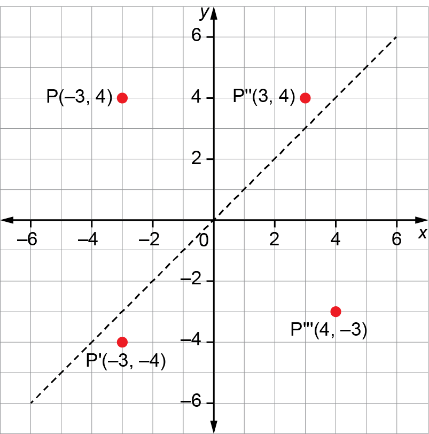 y
6
P(–3, 4)
4
P"(3, 4)
2
–6
–4
–2
0
2
4
6
x
–2
P"'(4, –3)
–4
P'(–3, –4)
–6